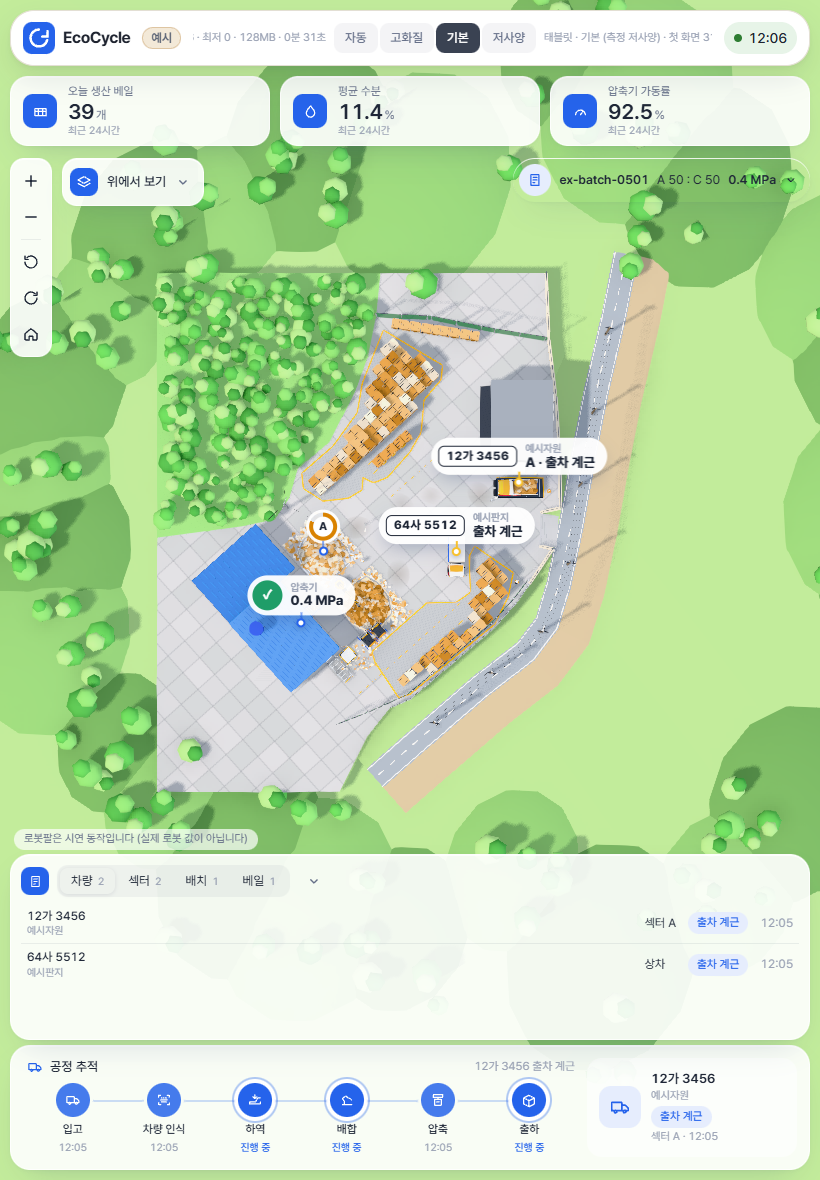 EcoCycle 예시 · 최저 0 · 128MB · 0분 31초 자동 고화질 기본 저사양 태블릿 · 기본 (측정 저사양) · 첫 화면 12:06
오늘 생산 베일
39개
최근 24시간
평균 수분
11.4%
최근 24시간
압축기 가동률
92.5%
최근 24시간
위에서 보기
ex-batch-0501 A 50 : C 50 0.4 MPa
12가 3456
예시자원
A · 출차 계근
64사 5512
예시판지
출차 계근
A
압축기
0.4 MPa
로봇팔은 시연 동작입니다 (실제 로봇 값이 아닙니다)
차량 2 섹터 2 배치 1 베일 1
12가 3456
예시자원
섹터 A 출차 계근 12:05
64사 5512
예시판지
상차 출차 계근 12:05
공정 추적
12가 3456 출차 계근
입고
12:05
차량 인식
12:05
하역
진행 중
배합
진행 중
압축
12:05
출하
진행 중
12가 3456
예시자원
출차 계근
섹터 A · 12:05